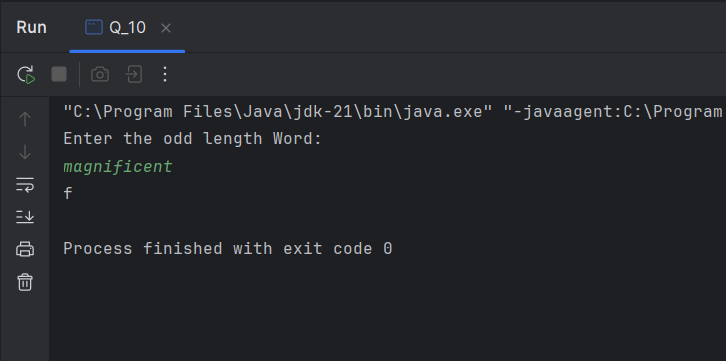 Run Q_10
"C:\Program Files\Java\jdk-21\bin\java.exe" "-javaagent:C:\Program
Enter the odd length Word:
magnificent
f
Process finished with exit code 0